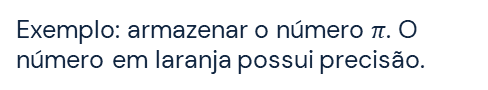 Exemplo: armazenar o número π. O
número em laranja possui precisão.